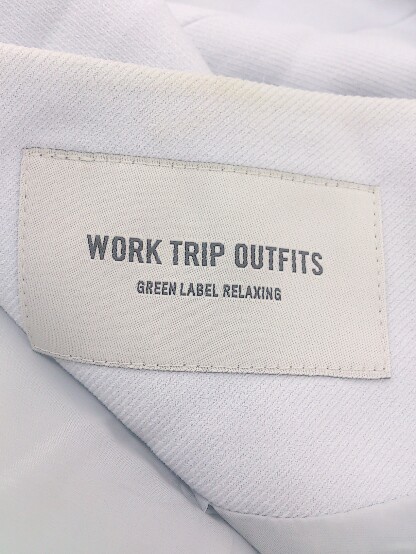 WORK TRIP OUTFITS
GREEN LABEL RELAXING